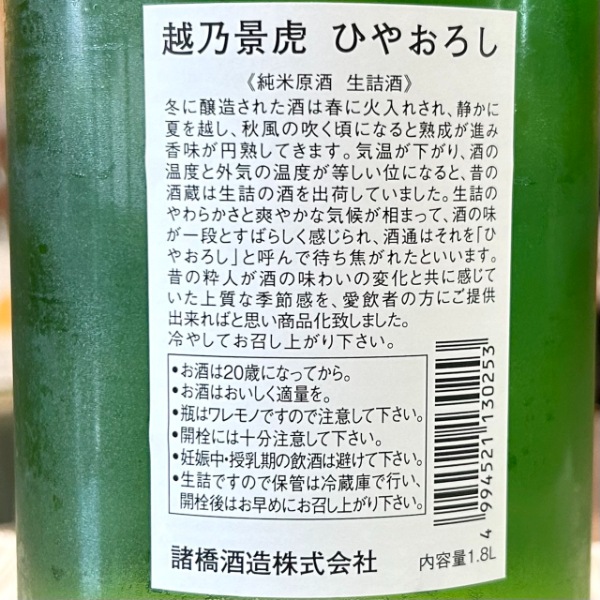 越乃景虎 ひやおろし
《純米原酒 生詰酒》
冬に醸造された酒は春に火入れされ、静かに
夏を越し、秋風の吹く頃になると熟成が進み
香味が円熟してきます。気温が下がり、酒の
温度と外気の温度が等しい位になると、昔の
酒蔵は生詰の酒を出荷していました。生詰の
やわらかさと爽やかな気候が相まって、酒の味
が一段とすばらしく感じられ、酒通はそれを「ひ
やおろし」と呼んで待ち焦がれたといいます。
昔の粋人が酒の味わいの変化と共に感じて
いた上質な季節感を、愛飲者の方にご提供
出来ればと思い商品化致しました。
冷やしてお召し上がり下さい。
•お酒は20歳になってから。
•お酒はおいしく適量を。
•瓶はワレモノですので注意して下さい。
•開栓には十分注意して下さい。
•妊娠中・授乳期の飲酒は避けて下さい。
•生詰ですので保管は冷蔵庫で行い、
開栓後はお早めにお召し上がり下さい。
4 994521 130253
諸橋酒造株式会社
内容量1.8L